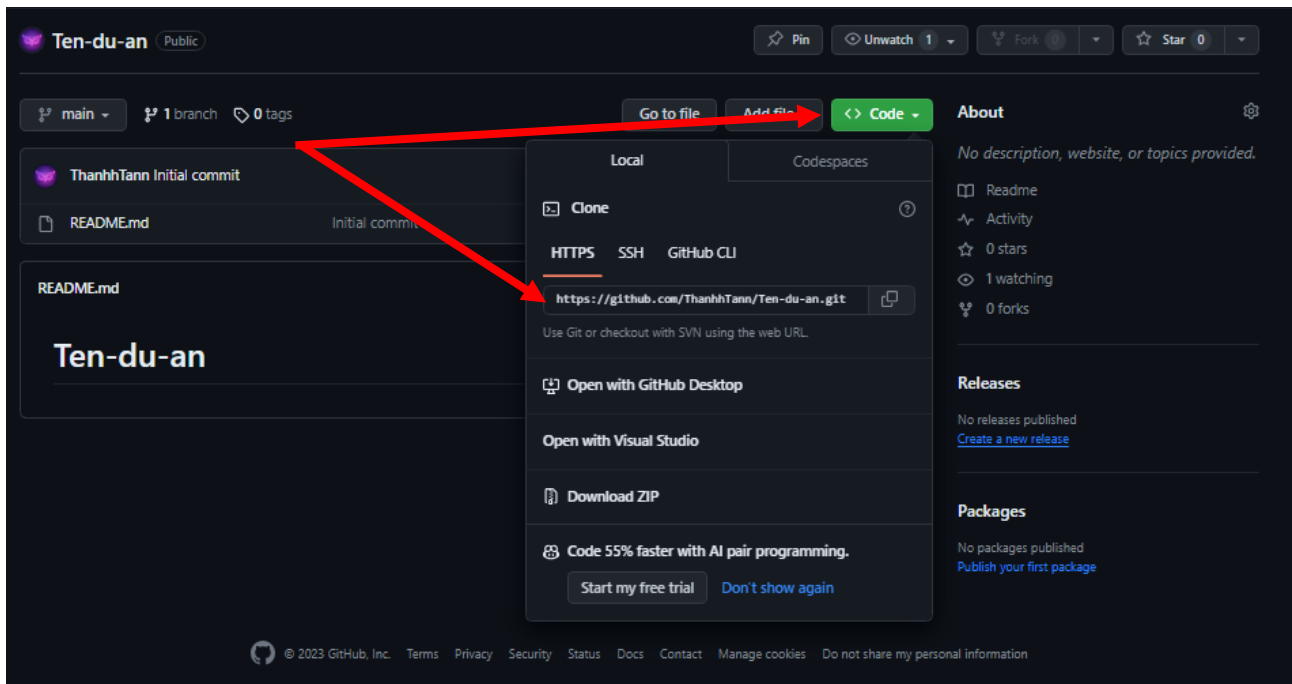 Ten-du-an Public
Pin
Unwatch 1
Fork 0
Star 0
main
1 branch
0 tags
Go to file
Add file
Code
ThanhhTann Initial commit
README.md Initial commit
README.md
Ten-du-an
Local
Codespaces
Clone
HTTPS
SSH
GitHub CLI
https://github.com/ThanhhTann/Ten-du-an.git
Use Git or checkout with SVN using the web URL.
Open with GitHub Desktop
Open with Visual Studio
Download ZIP
Code 55% faster with AI pair programming.
Start my free trial
Don't show again
About
No description, website, or topics provided.
Readme
Activity
0 stars
1 watching
0 forks
Releases
No releases published
Create a new release
Packages
No packages published
Publish your first package
© 2023 GitHub, Inc. Terms Privacy Security Status Docs Contact Manage cookies Do not share my personal information